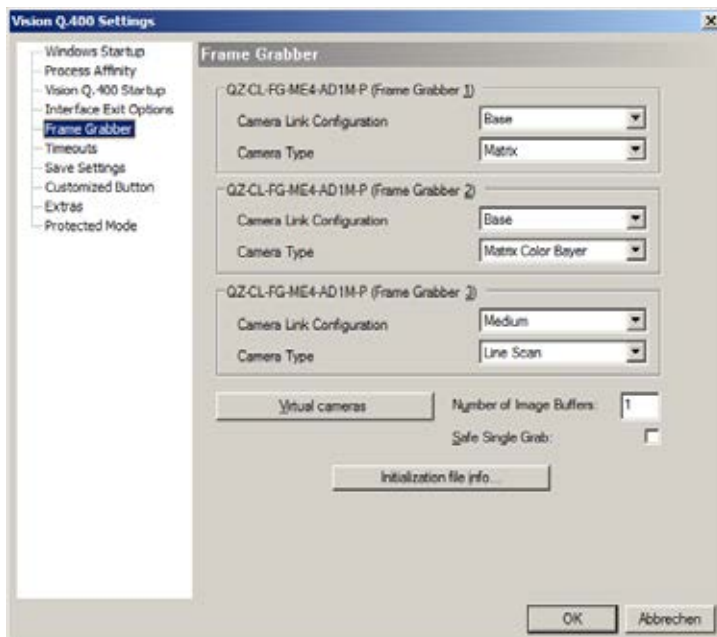 Vision Q.400 Settings
Windows Startup
Process Affinity
Vision Q.400 Startup
Interface Exit Options
Frame Grabber
Timeouts
Save Settings
Customized Button
Extras
Protected Mode
Frame Grabber
QZ-CL-FG-ME4-AD1M-P (Frame Grabber 1)
Camera Link Configuration Base
Camera Type Matrix
QZ-CL-FG-ME4-AD1M-P (Frame Grabber 2)
Camera Link Configuration Base
Camera Type Matrix Color Bayer
QZ-CL-FG-ME4-AD1M-P (Frame Grabber 3)
Camera Link Configuration Medium
Camera Type Line Scan
Virtual cameras Number of Image Buffers: 1
Safe Single Grab:
Initialization file info...
OK Abbrechen